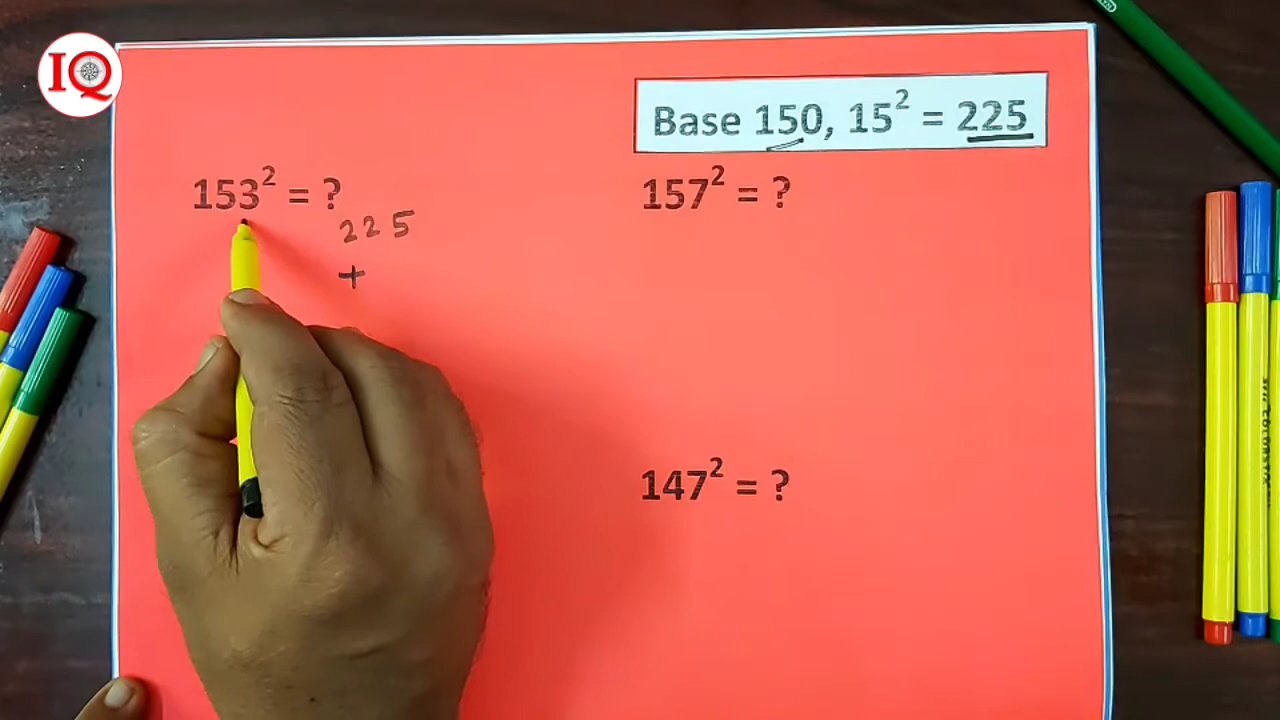 IQ
Base 150, 15² = 225
153² = ?
225
+
157² = ?
147² = ?